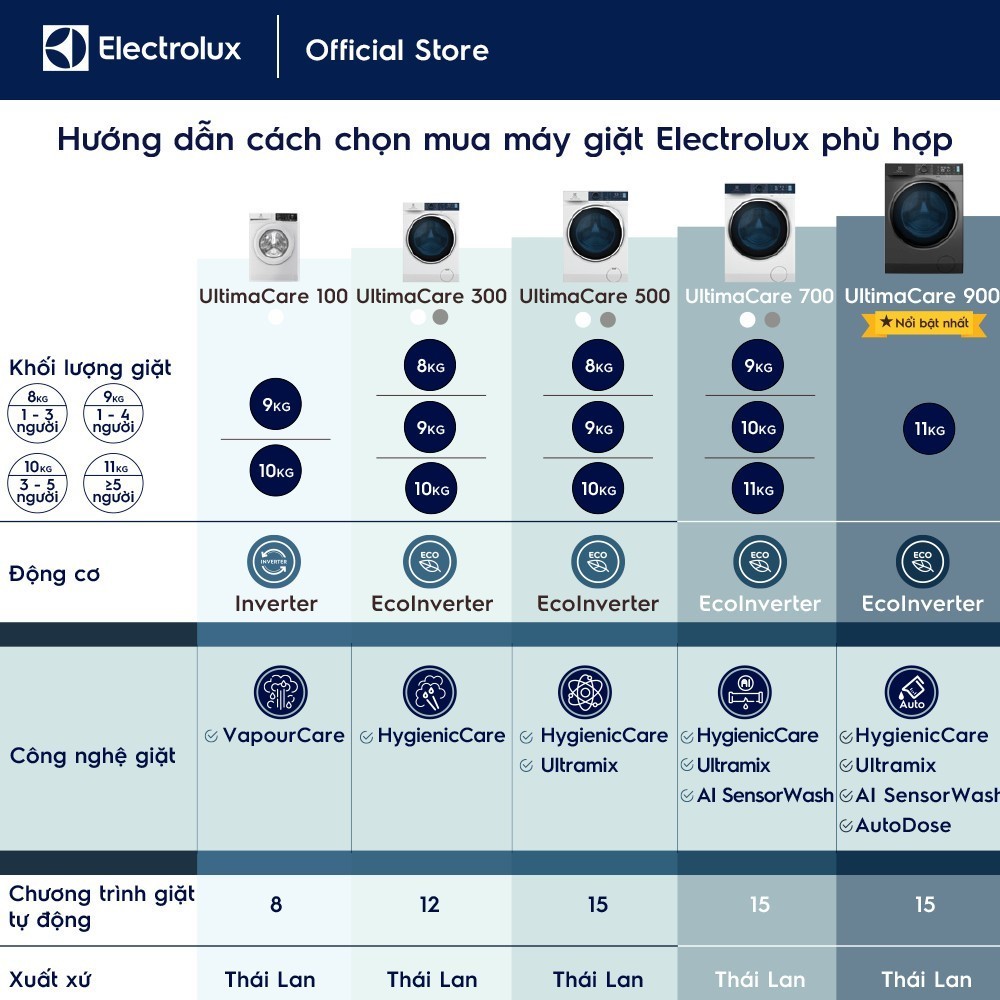 Electrolux
Official Store
Hướng dẫn cách chọn mua máy giặt Electrolux phù hợp
UltimaCare 100
UltimaCare 300
UltimaCare 500
UltimaCare 700
UltimaCare 900
★ Nổi bật nhất
Khối lượng giặt
8KG
1 - 3
người
9KG
1 - 4
người
10KG
3 - 5
người
11KG
≥5
người
9KG
10KG
8KG
9KG
10KG
8KG
9KG
10KG
9KG
10KG
11KG
11KG
Động cơ
INVERTER
Inverter
ECO
EcoInverter
ECO
EcoInverter
ECO
EcoInverter
ECO
EcoInverter
Công nghệ giặt
VapourCare
HygienicCare
HygienicCare
Ultramix
AI
HygienicCare
Ultramix
AI SensorWash
Auto
HygienicCare
Ultramix
AI SensorWash
AutoDose
Chương trình giặt
tự động
8
12
15
15
15
Xuất xứ
Thái Lan
Thái Lan
Thái Lan
Thái Lan
Thái Lan